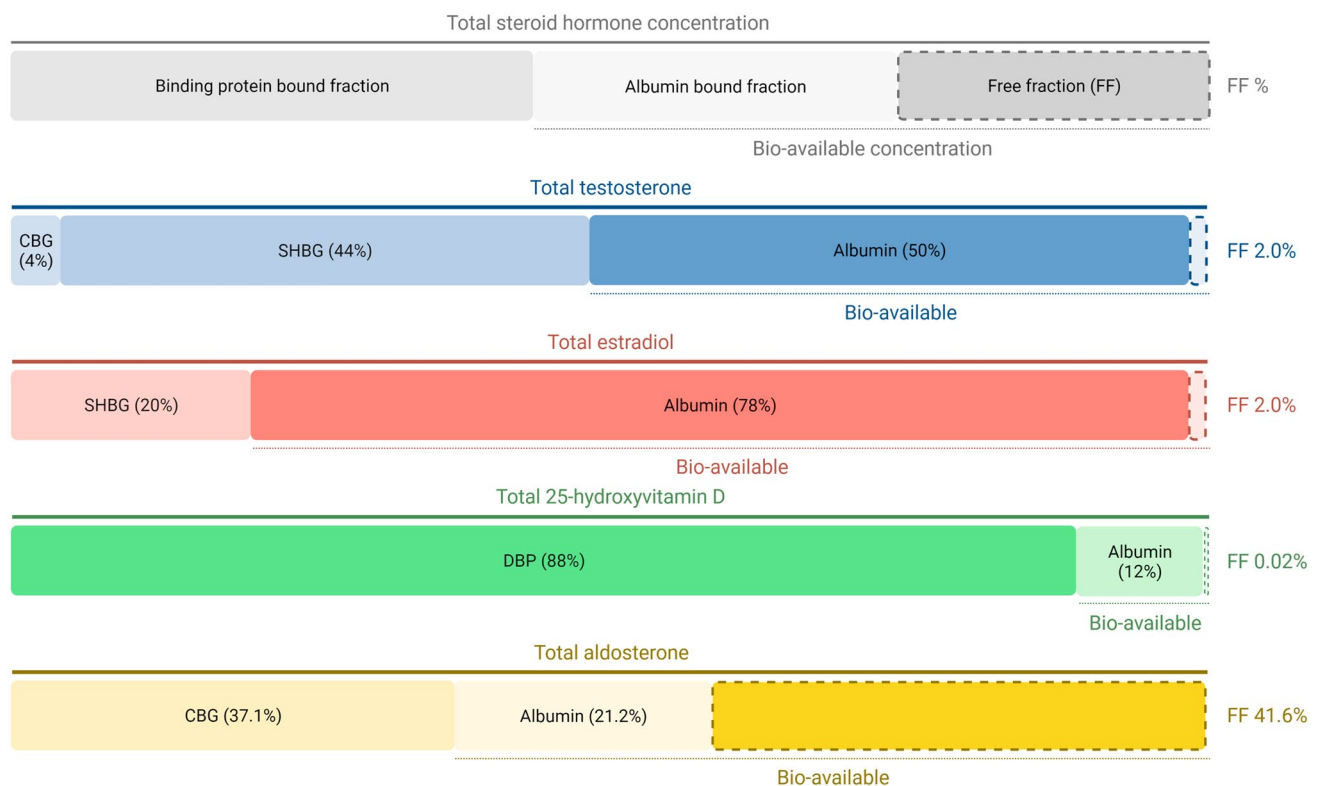 Total steroid hormone concentration
Binding protein bound fraction
Albumin bound fraction
Free fraction (FF)
FF %
Bio-available concentration
Total testosterone
CBG
(4%)
SHBG (44%)
Albumin (50%)
FF 2.0%
Bio-available
Total estradiol
SHBG (20%)
Albumin (78%)
FF 2.0%
Bio-available
Total 25-hydroxyvitamin D
DBP (88%)
Albumin
(12%)
FF 0.02%
Bio-available
Total aldosterone
CBG (37.1%)
Albumin (21.2%)
FF 41.6%
Bio-available